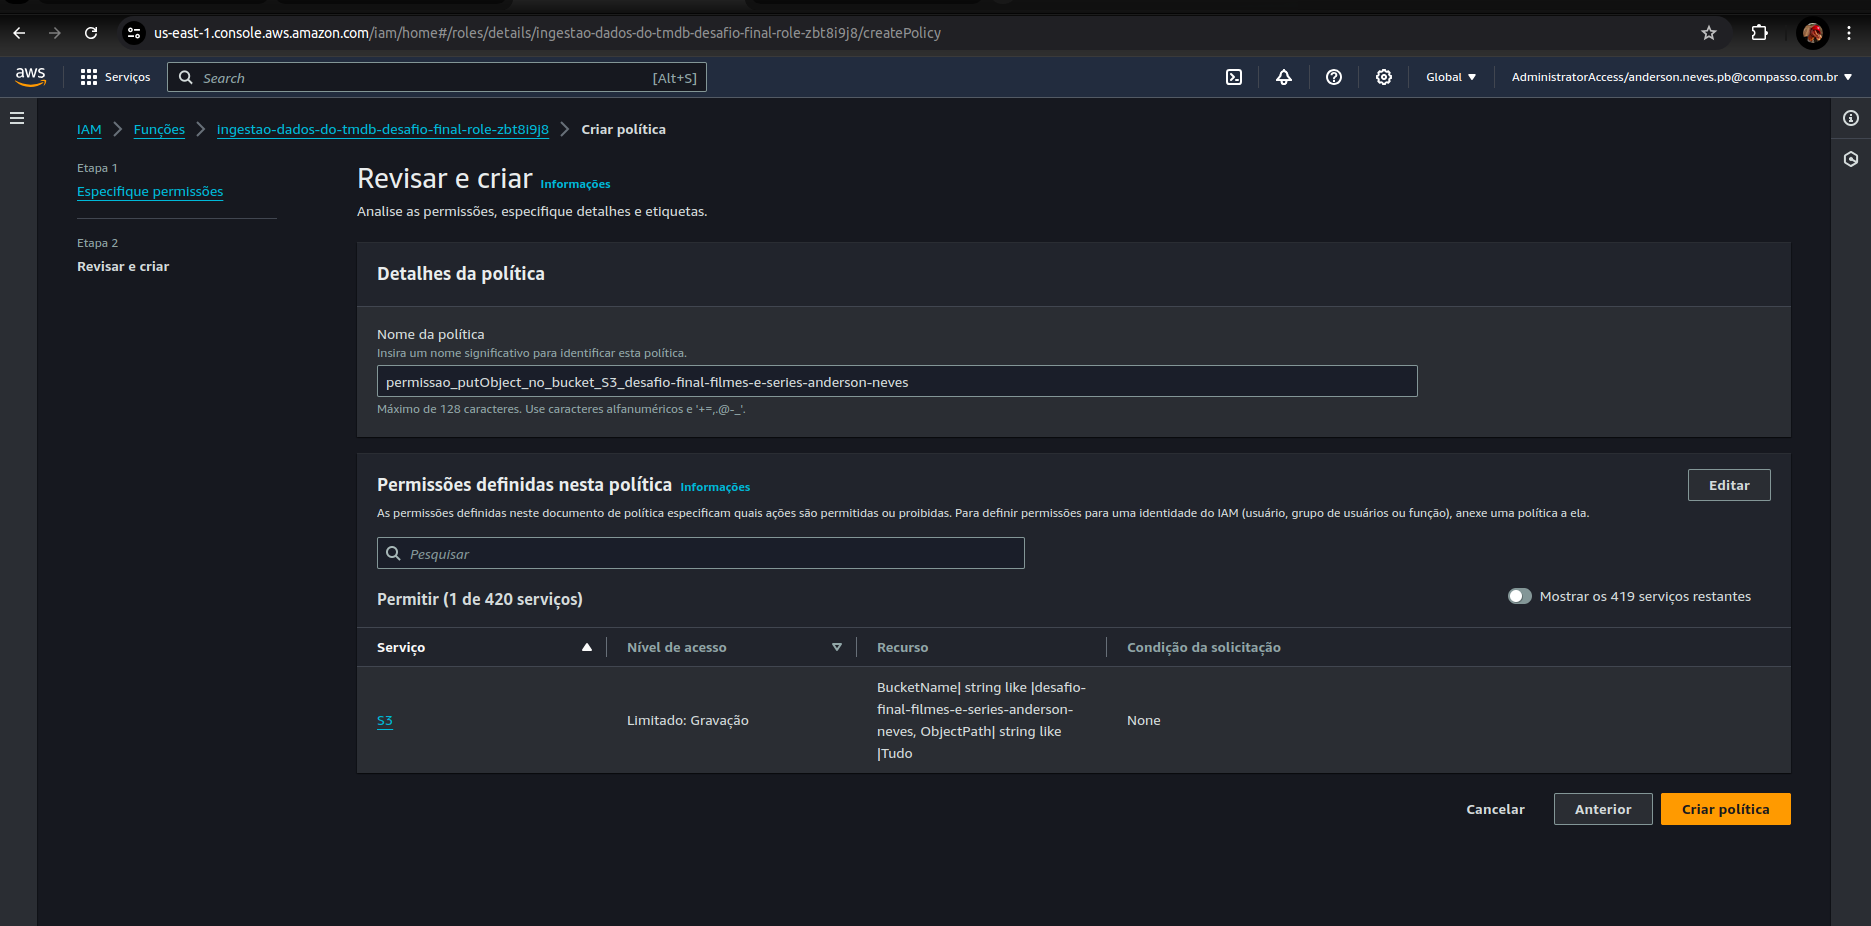 us-east-1.console.aws.amazon.com/iam/home#/roles/details/ingestao-dados-do-tmdb-desafio-final-role-zbt8i9j8/createPolicy
aws
Serviços
Search
[Alt+S]
Global
AdministratorAccess/anderson.neves.pb@compasso.com.br
IAM
Funções
ingestao-dados-do-tmdb-desafio-final-role-zbt8i9j8
Criar política
Etapa 1
Especifique permissões
Etapa 2
Revisar e criar
Revisar e criar Informações
Analise as permissões, especifique detalhes e etiquetas.
Detalhes da política
Nome da política
Insira um nome significativo para identificar esta política.
permissao_putObject_no_bucket_S3_desafio-final-filmes-e-series-anderson-neves
Máximo de 128 caracteres. Use caracteres alfanuméricos e '+=,.@-_'.
Permissões definidas nesta política Informações
Editar
As permissões definidas neste documento de política especificam quais ações são permitidas ou proibidas. Para definir permissões para uma identidade do IAM (usuário, grupo de usuários ou função), anexe uma política a ela.
Pesquisar
Permitir (1 de 420 serviços)
Mostrar os 419 serviços restantes
Serviço
Nível de acesso
Recurso
Condição da solicitação
S3
Limitado: Gravação
BucketName| string like |desafio-
final-filmes-e-series-anderson-
neves, ObjectPath| string like
|Tudo
None
Cancelar
Anterior
Criar política